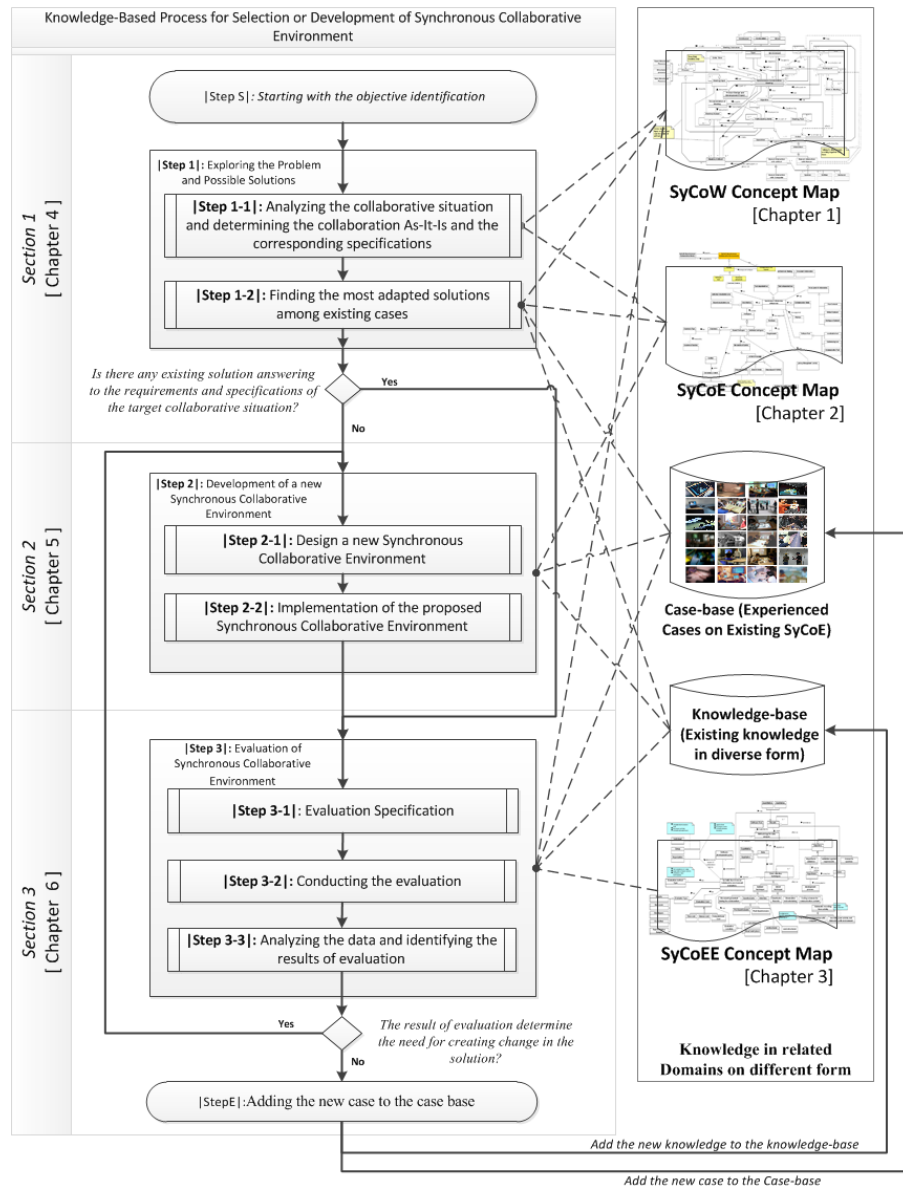 Knowledge-Based Process for Selection or Development of Synchronous Collaborative
Environment
Section 1
[ Chapter 4]
|Step S|: Starting with the objective identification
|Step 1|: Exploring the Problem
and Possible Solutions
|Step 1-1|: Analyzing the collaborative situation
and determining the collaboration As-It-Is and the
corresponding specifications
|Step 1-2|: Finding the most adapted solutions
among existing cases
Is there any existing solution answering
to the requirements and specifications of
the target collaborative situation?
Yes
No
Section 2
[ Chapter 5]
|Step 2|: Development of a new
Synchronous Collaborative
Environment
|Step 2-1|: Design a new Synchronous
Collaborative Environment
|Step 2-2|: Implementation of the proposed
Synchronous Collaborative Environment
Section 3
[ Chapter 6]
|Step 3|: Evaluation of
Synchronous Collaborative
Environment
|Step 3-1|: Evaluation Specification
|Step 3-2|: Conducting the evaluation
|Step 3-3|: Analyzing the data and identifying the
results of evaluation
Yes
The result of evaluation determine
the need for creating change in the
solution?
No
|StepE|:Adding the new case to the case base
SyCoW Concept Map
[Chapter 1]
SyCoE Concept Map
[Chapter 2]
Case-base (Experienced
Cases on Existing SyCoE)
Knowledge-base
(Existing knowledge
in diverse form)
SyCoEE Concept Map
[Chapter 3]
Knowledge in related
Domains on different form
Add the new knowledge to the knowledge-base
Add the new case to the Case-base